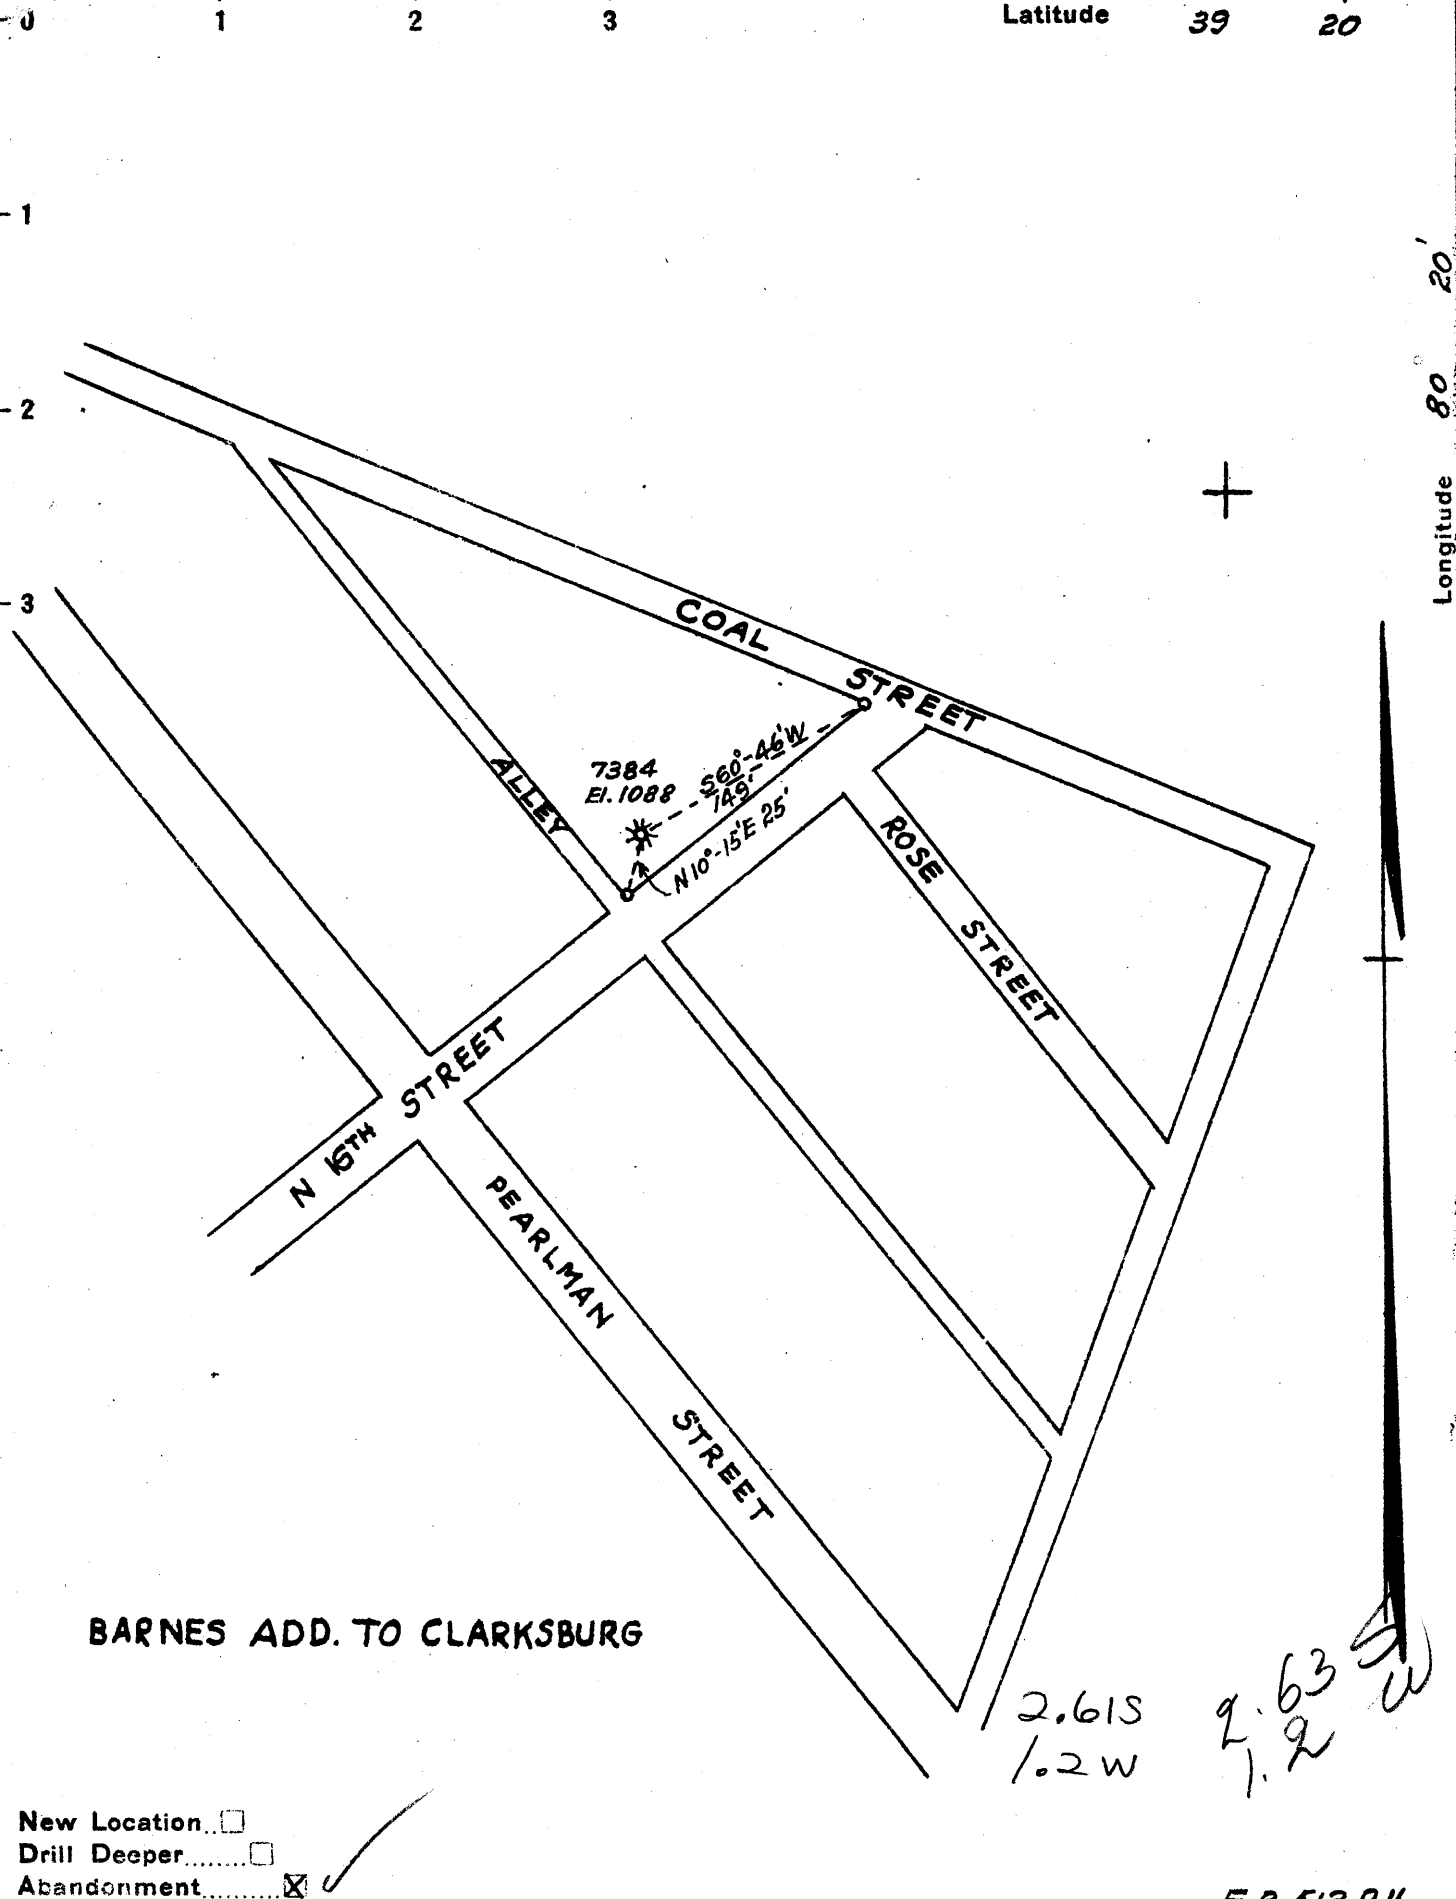 0 1 2 3 Latitude 39 20
1
2
3
Longitude 80 20'
COAL STREET
7384
El. 1088
S60°-46'W
149'
N10°-15'E 25'
ALLEY
ROSE STREET
N 16TH STREET
PEARLMAN STREET
BARNES ADD. TO CLARKSBURG
2.61S
1.2W
2.63 S
1.2 W
New Location..☐
Drill Deeper........☐
Abandonment..........☒ ✓